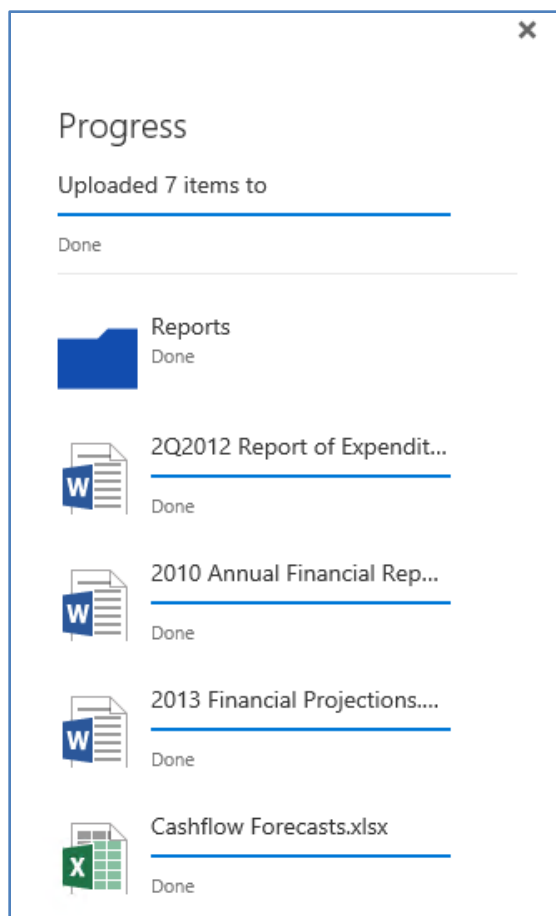 Progress
Uploaded 7 items to
Done
Reports
Done
2Q2012 Report of Expendit...
W
Done
2010 Annual Financial Rep...
W
Done
2013 Financial Projections....
W
Done
Cashflow Forecasts.xlsx
X
Done